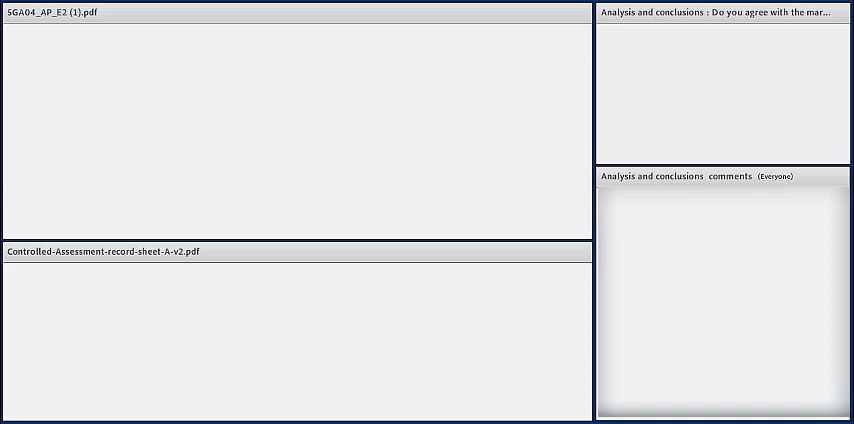 SGA04_AP_E2 (1).pdf
Analysis and conclusions : Do you agree with the mar...
Analysis and conclusions comments (Everyone)
Controlled-Assessment-record-sheet-A-v2.pdf